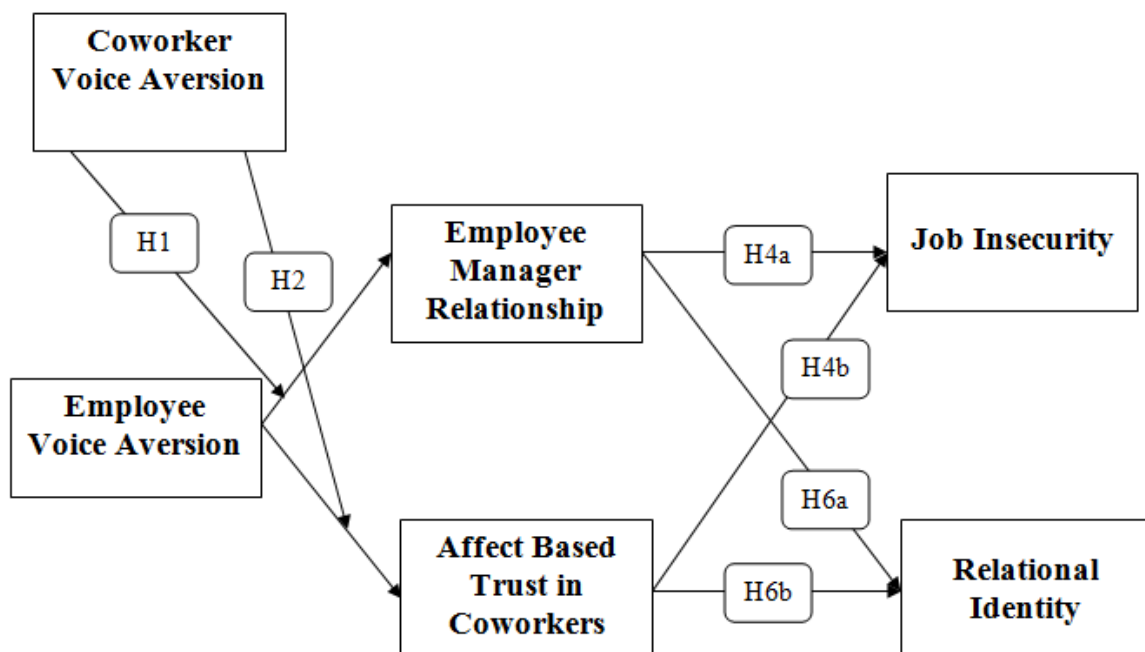 Coworker
Voice Aversion
H1
H2
Employee
Manager
Relationship
H4a
Job Insecurity
H4b
Employee
Voice Aversion
H6a
Affect Based
Trust in
Coworkers
H6b
Relational
Identity